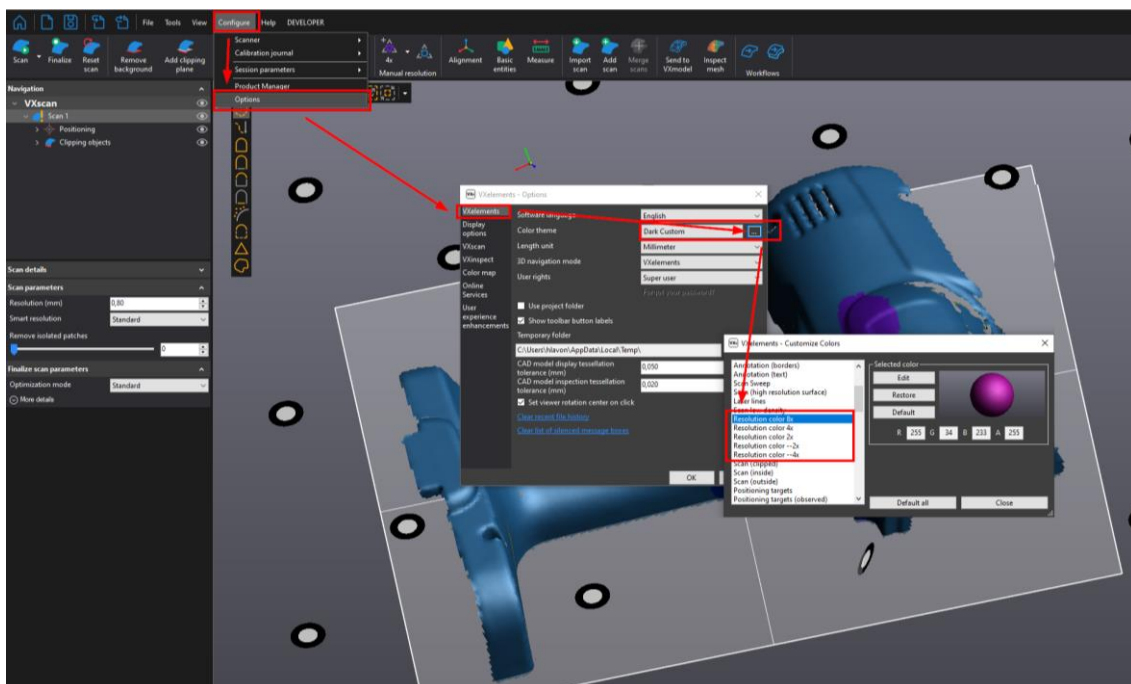 File Tools View Configure Help DEVELOPER
Scan
Finalize
Reset
scan
Remove
background
Add clipping
plane
Scanner
Calibration journal
Session parameters
Product Manager
Options
4x
Manual resolution
Alignment
Basic
entities
Measure
Import
scan
Add
scan
Merge
scans
Send to
VXmodel
Inspect
mesh
Workflows
Navigation
VXscan
Scan 1
Positioning
Clipping objects
Scan details
Scan parameters
Resolution (mm) 0,80
Smart resolution Standard
Remove isolated patches
0
Finalize scan parameters
Optimization mode Standard
More details
VXelements - Options
VXelements
Display
options
VXscan
VXinspect
Color map
Online
Services
User
experience
enhancements
Software language English
Color theme Dark Custom ...
Length unit Millimeter
3D navigation mode VXelements
User rights Super user
Forgot your password?
Use project folder
Show toolbar button labels
Temporary folder
C:\Users\hlavon\AppData\Local\Temp\
CAD model display tessellation
tolerance (mm) 0,050
CAD model inspection tessellation
tolerance (mm) 0,020
Set viewer rotation center on click
Clear recent file history
Clear list of silenced message boxes
OK
VXelements - Customize Colors
Annotation (borders)
Annotation (text)
Scan Sweep
Scan (high resolution surface)
Laser lines
Scan low density
Resolution color 8x
Resolution color 4x
Resolution color 2x
Resolution color --2x
Resolution color --4x
Scan (clipped)
Scan (inside)
Scan (outside)
Positioning targets
Positioning targets (observed)
Selected color
Edit
Restore
Default
R 255 G 34 B 233 A 255
Default all
Close